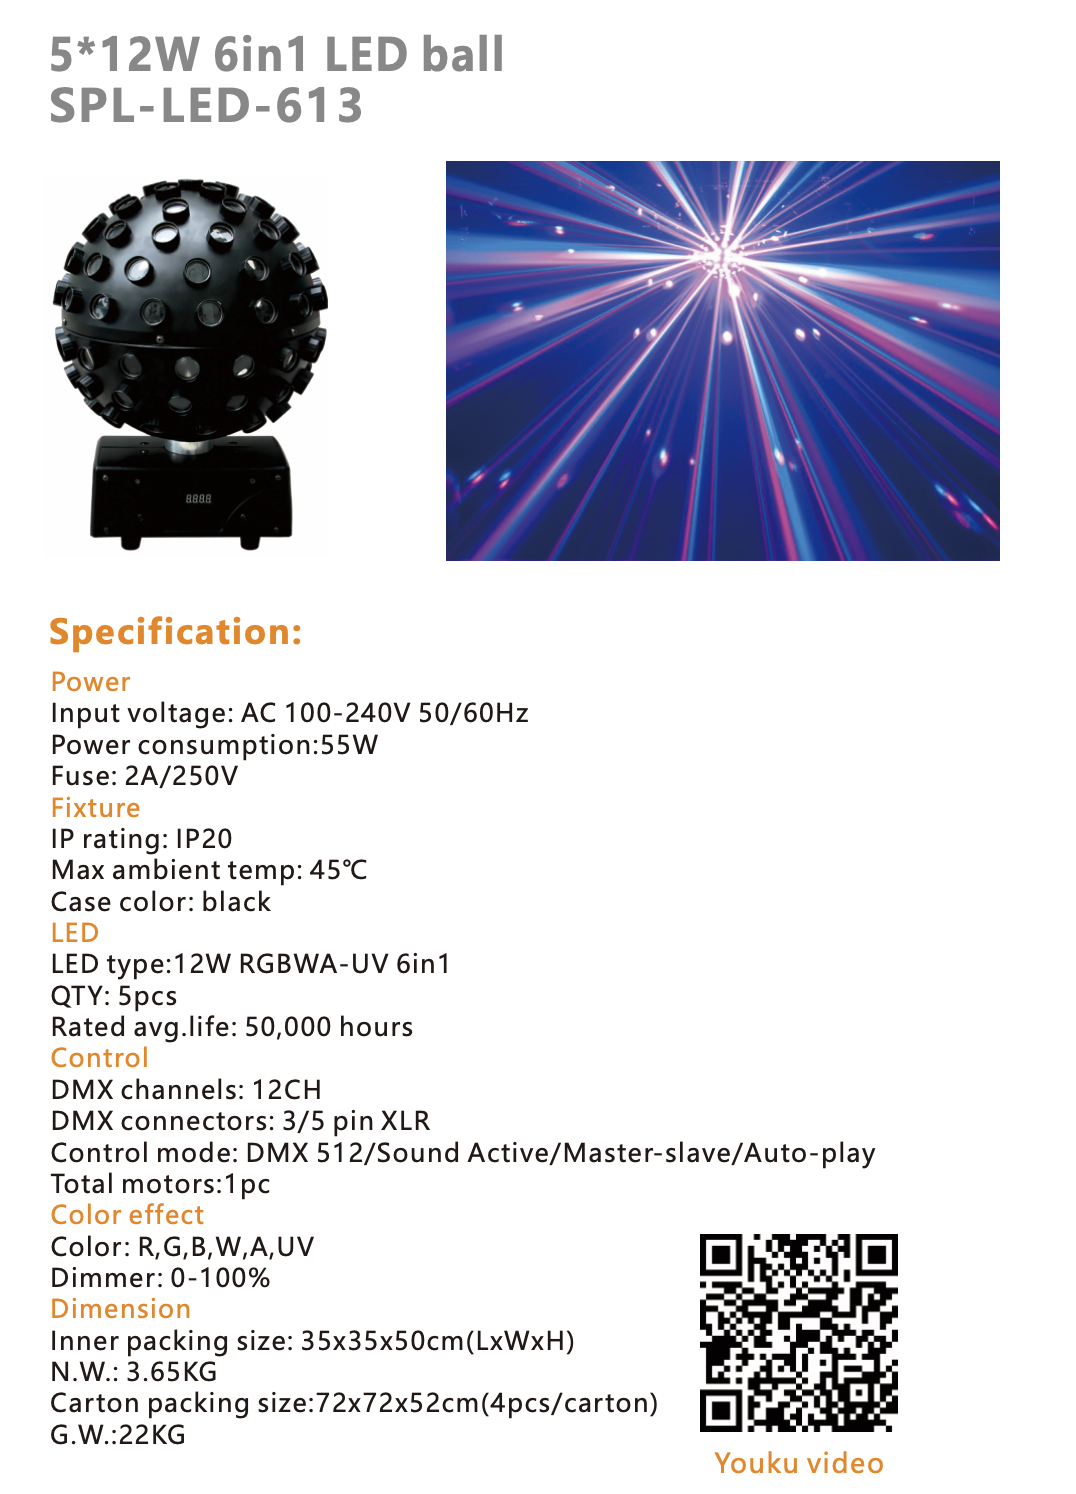 5*12W 6in1 LED ball
SPL-LED-613
8.8.8.8
Specification:
Power
Input voltage: AC 100-240V 50/60Hz
Power consumption:55W
Fuse: 2A/250V
Fixture
IP rating: IP20
Max ambient temp: 45℃
Case color: black
LED
LED type:12W RGBWA-UV 6in1
QTY: 5pcs
Rated avg.life: 50,000 hours
Control
DMX channels: 12CH
DMX connectors: 3/5 pin XLR
Control mode: DMX 512/Sound Active/Master-slave/Auto-play
Total motors:1pc
Color effect
Color: R,G,B,W,A,UV
Dimmer: 0-100%
Dimension
Inner packing size: 35x35x50cm(LxWxH)
N.W.: 3.65KG
Carton packing size:72x72x52cm(4pcs/carton)
G.W.:22KG
Youku video